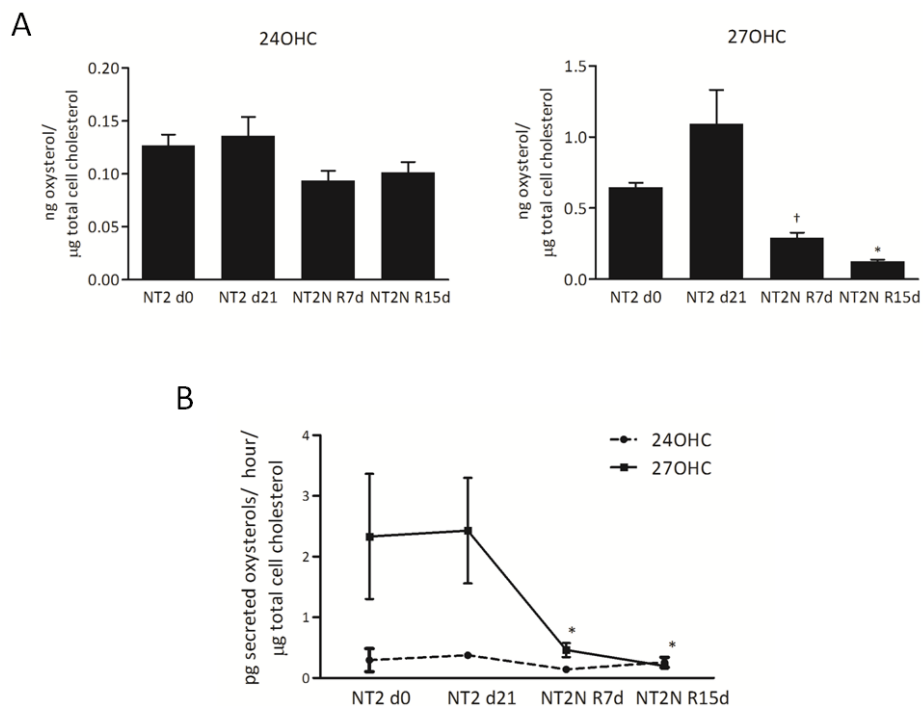 A
24OHC
ng oxysterol/
µg total cell cholesterol
0.20
0.15
0.10
0.05
0.00
NT2 d0 NT2 d21 NT2N R7d NT2N R15d
27OHC
ng oxysterol/
µg total cell cholesterol
1.5
1.0
0.5
0.0
†
*
NT2 d0 NT2 d21 NT2N R7d NT2N R15d
B
pg secreted oxysterols/ hour/
µg total cell cholesterol
4
3
2
1
0
24OHC
27OHC
*
*
NT2 d0 NT2 d21 NT2N R7d NT2N R15d